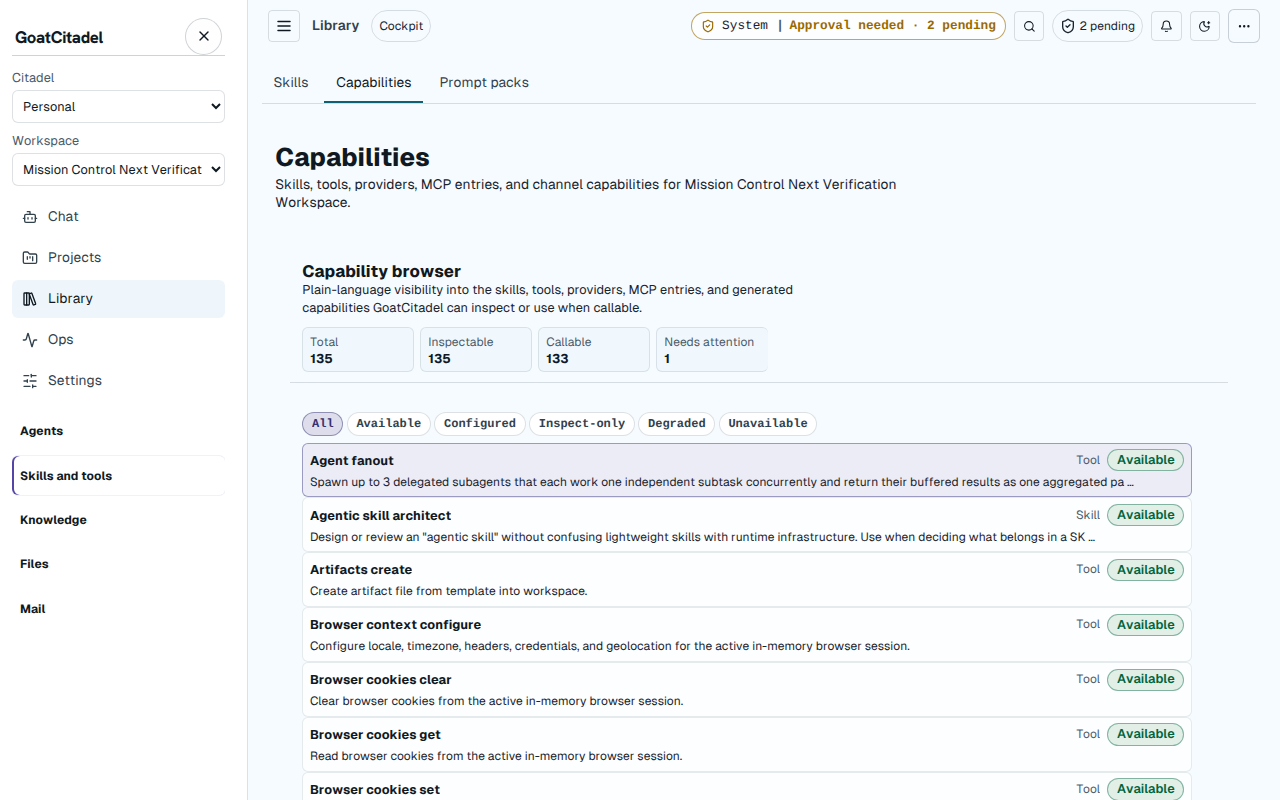 GoatCitadel
Citadel
Personal
Workspace
Mission Control Next Verificat
Chat
Projects
Library
Ops
Settings
Agents
Skills and tools
Knowledge
Files
Mail
Library
Cockpit
System | Approval needed · 2 pending
2 pending
Skills
Capabilities
Prompt packs
Capabilities
Skills, tools, providers, MCP entries, and channel capabilities for Mission Control Next Verification
Workspace.
Capability browser
Plain-language visibility into the skills, tools, providers, MCP entries, and generated
capabilities GoatCitadel can inspect or use when callable.
Total
135
Inspectable
135
Callable
133
Needs attention
1
All
Available
Configured
Inspect-only
Degraded
Unavailable
Agent fanout
Tool
Available
Spawn up to 3 delegated subagents that each work one independent subtask concurrently and return their buffered results as one aggregated pa …
Agentic skill architect
Skill
Available
Design or review an "agentic skill" without confusing lightweight skills with runtime infrastructure. Use when deciding what belongs in a SK …
Artifacts create
Tool
Available
Create artifact file from template into workspace.
Browser context configure
Tool
Available
Configure locale, timezone, headers, credentials, and geolocation for the active in-memory browser session.
Browser cookies clear
Tool
Available
Clear browser cookies from the active in-memory browser session.
Browser cookies get
Tool
Available
Read browser cookies from the active in-memory browser session.
Browser cookies set
Tool
Available